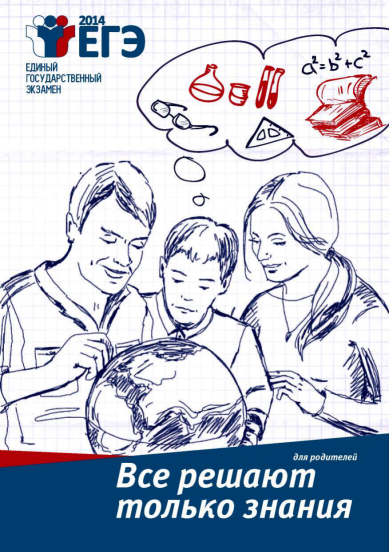 2014
ЕГЭ
ЕДИНЫЙ
ГОСУДАРСТВЕННЫЙ
ЭКЗАМЕН
a²=b²+c²
для родителей
Все решают
только знания